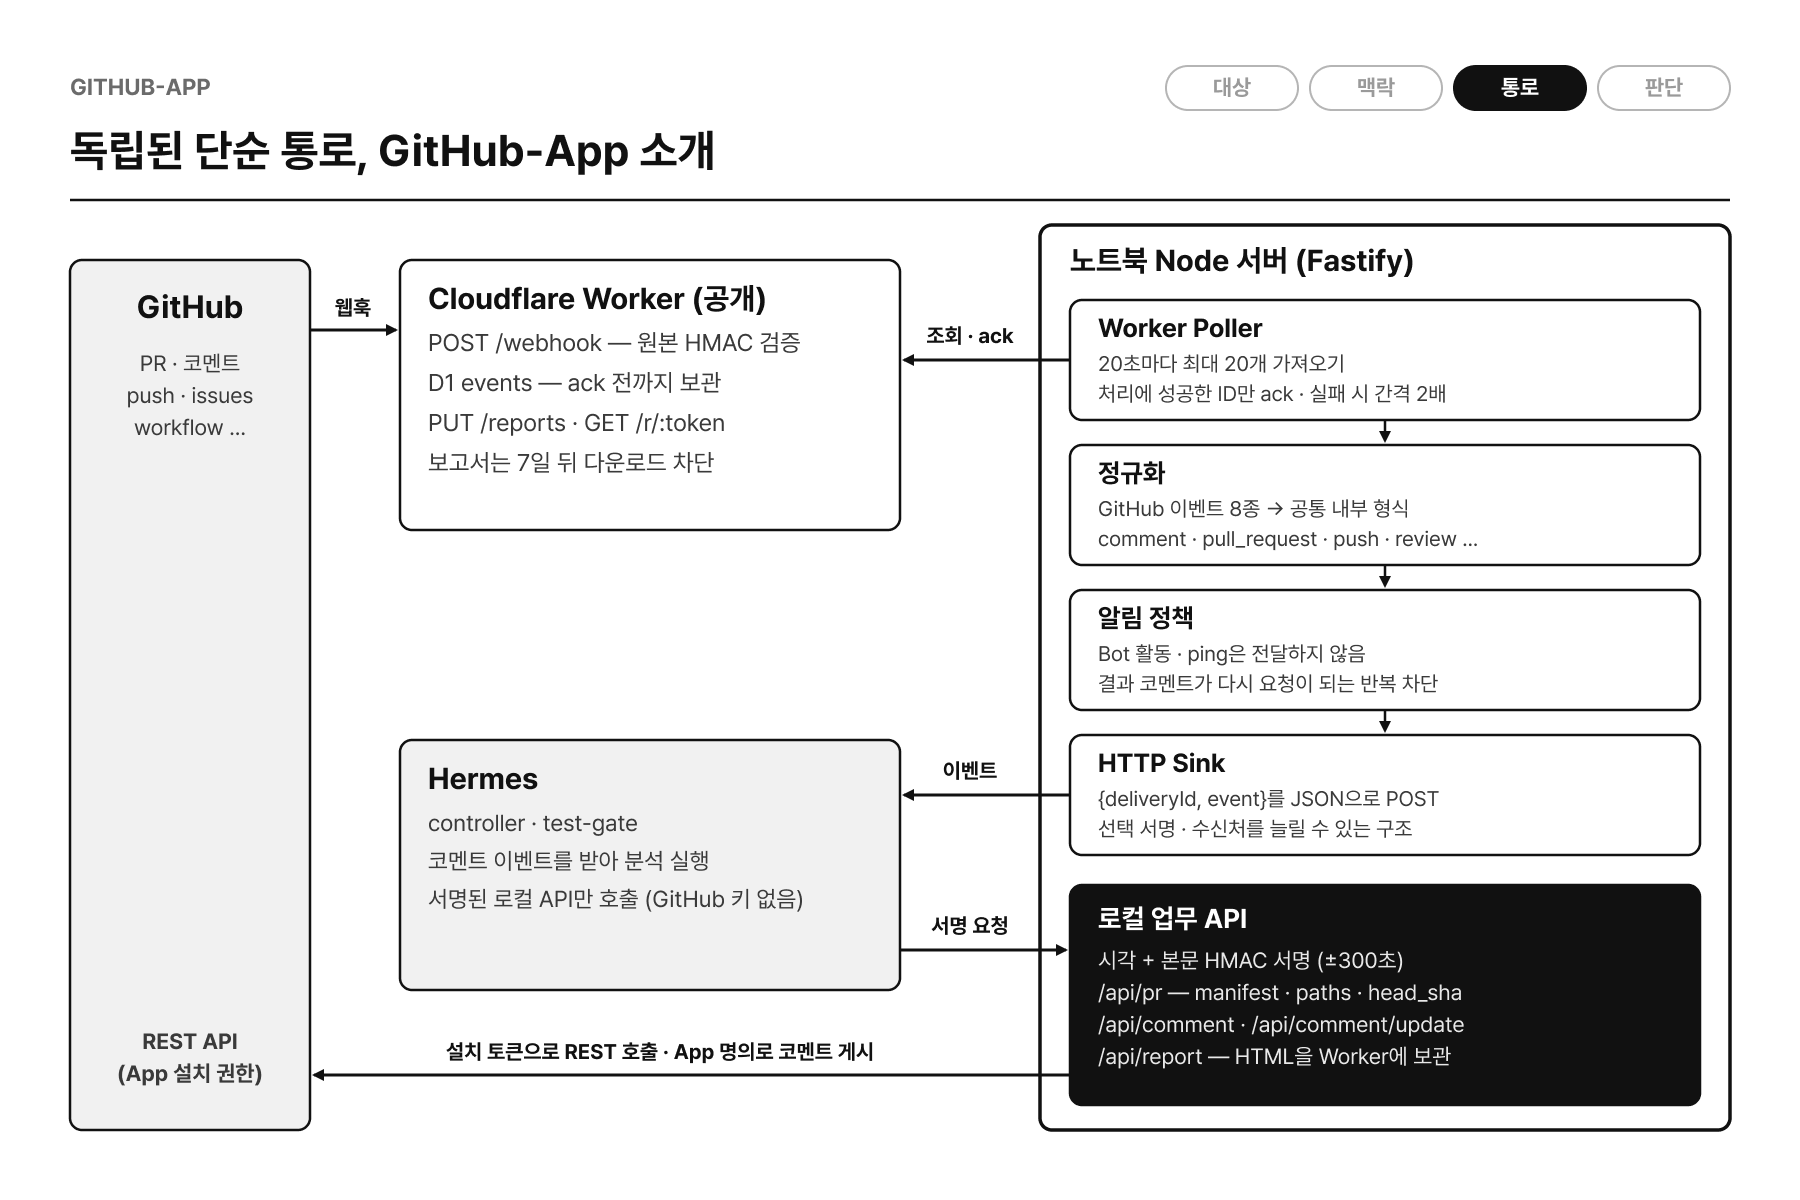 GITHUB-APP
대상
맥락
통로
판단
독립된 단순 통로, GitHub-App 소개
GitHub
PR · 코멘트
push · issues
workflow ...
REST API
(App 설치 권한)
웹훅
Cloudflare Worker (공개)
POST /webhook — 원본 HMAC 검증
D1 events — ack 전까지 보관
PUT /reports · GET /r/:token
보고서는 7일 뒤 다운로드 차단
조회 · ack
노트북 Node 서버 (Fastify)
Worker Poller
20초마다 최대 20개 가져오기
처리에 성공한 ID만 ack · 실패 시 간격 2배
정규화
GitHub 이벤트 8종 → 공통 내부 형식
comment · pull_request · push · review ...
알림 정책
Bot 활동 · ping은 전달하지 않음
결과 코멘트가 다시 요청이 되는 반복 차단
HTTP Sink
{deliveryId, event}를 JSON으로 POST
선택 서명 · 수신처를 늘릴 수 있는 구조
이벤트
Hermes
controller · test-gate
코멘트 이벤트를 받아 분석 실행
서명된 로컬 API만 호출 (GitHub 키 없음)
서명 요청
로컬 업무 API
시각 + 본문 HMAC 서명 (±300초)
/api/pr — manifest · paths · head_sha
/api/comment · /api/comment/update
/api/report — HTML을 Worker에 보관
설치 토큰으로 REST 호출 · App 명의로 코멘트 게시